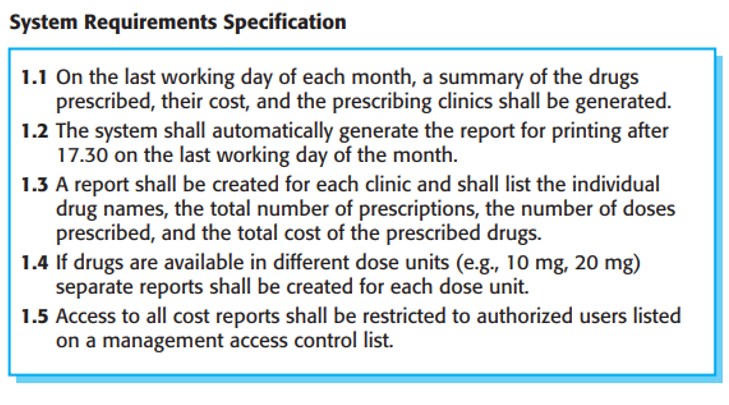 System Requirements Specification
1.1 On the last working day of each month, a summary of the drugs
prescribed, their cost, and the prescribing clinics shall be generated.
1.2 The system shall automatically generate the report for printing after
17.30 on the last working day of the month.
1.3 A report shall be created for each clinic and shall list the individual
drug names, the total number of prescriptions, the number of doses
prescribed, and the total cost of the prescribed drugs.
1.4 If drugs are available in different dose units (e.g., 10 mg, 20 mg)
separate reports shall be created for each dose unit.
1.5 Access to all cost reports shall be restricted to authorized users listed
on a management access control list.